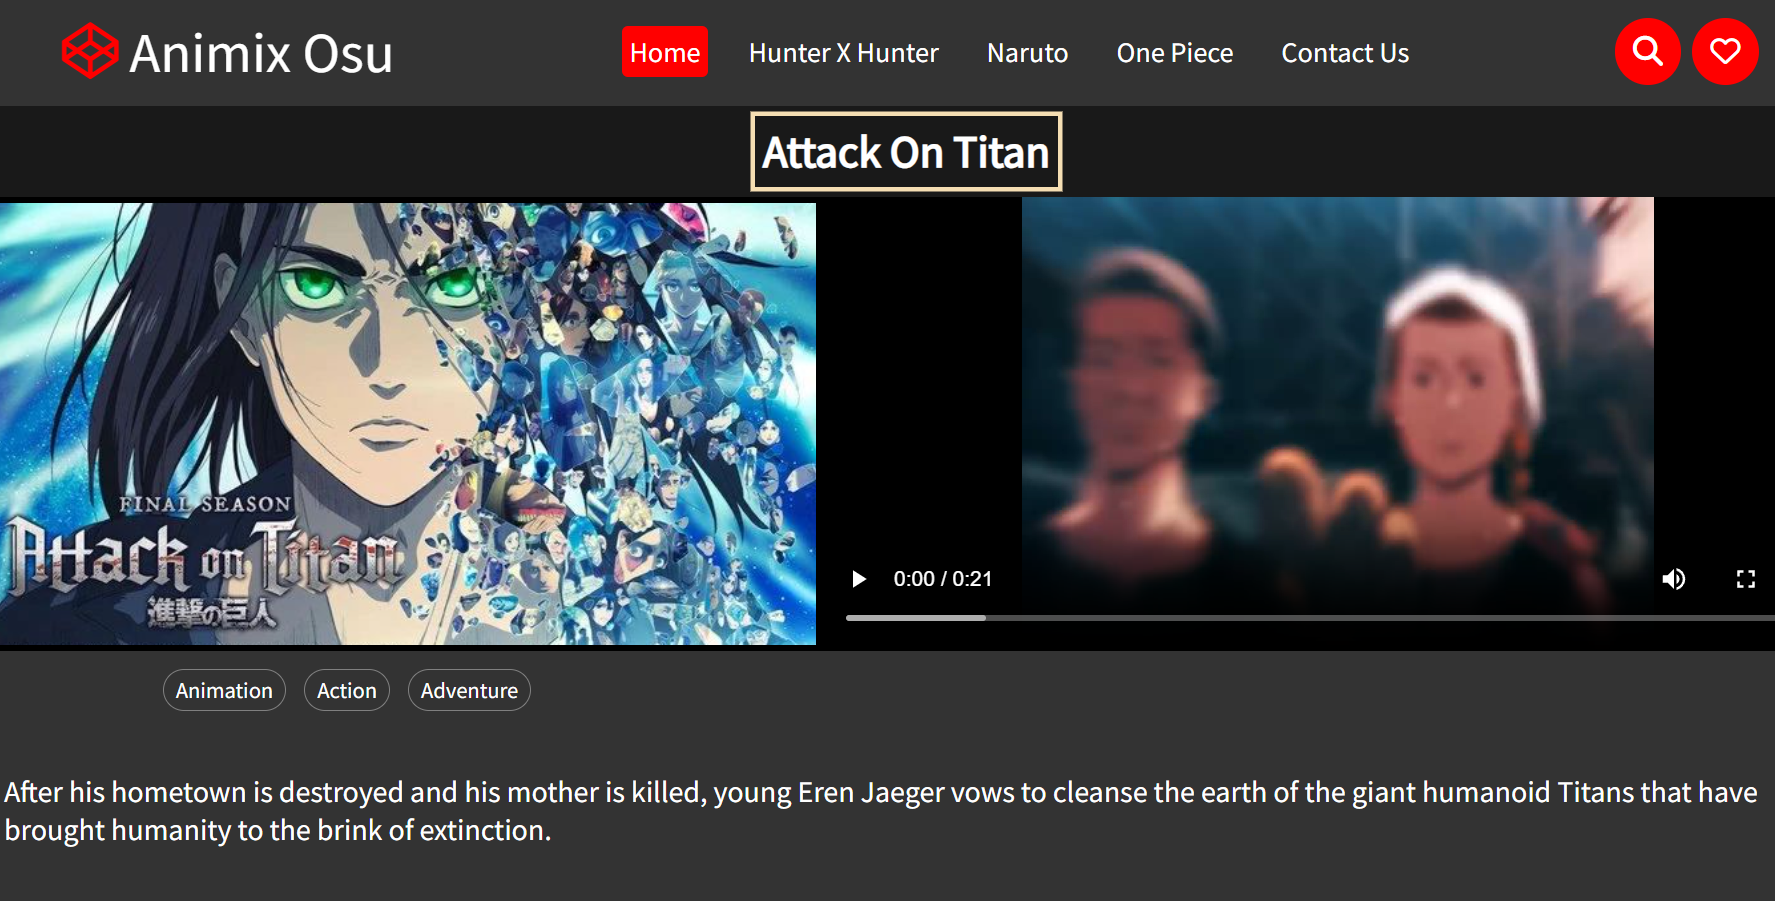 Animix Osu
Home
Hunter X Hunter
Naruto
One Piece
Contact Us
Attack On Titan
FINAL SEASON
Attack on Titan
進撃の巨人
0:00 / 0:21
Animation
Action
Adventure
After his hometown is destroyed and his mother is killed, young Eren Jaeger vows to cleanse the earth of the giant humanoid Titans that have
brought humanity to the brink of extinction.